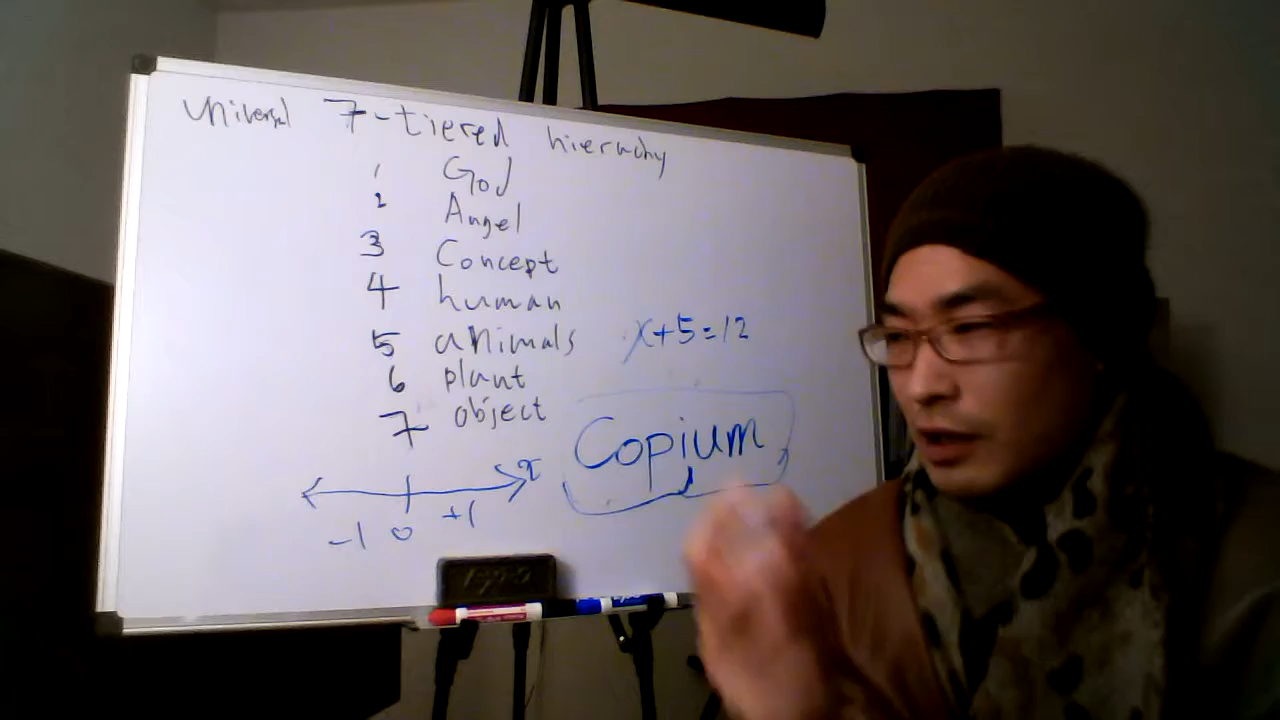 Universal 7-tiered hierachy
1 God
2 Angel
3 Concept
4 human
5 animals
x+5=12
6 plant
7 object
Copium
x
-1 0 +1